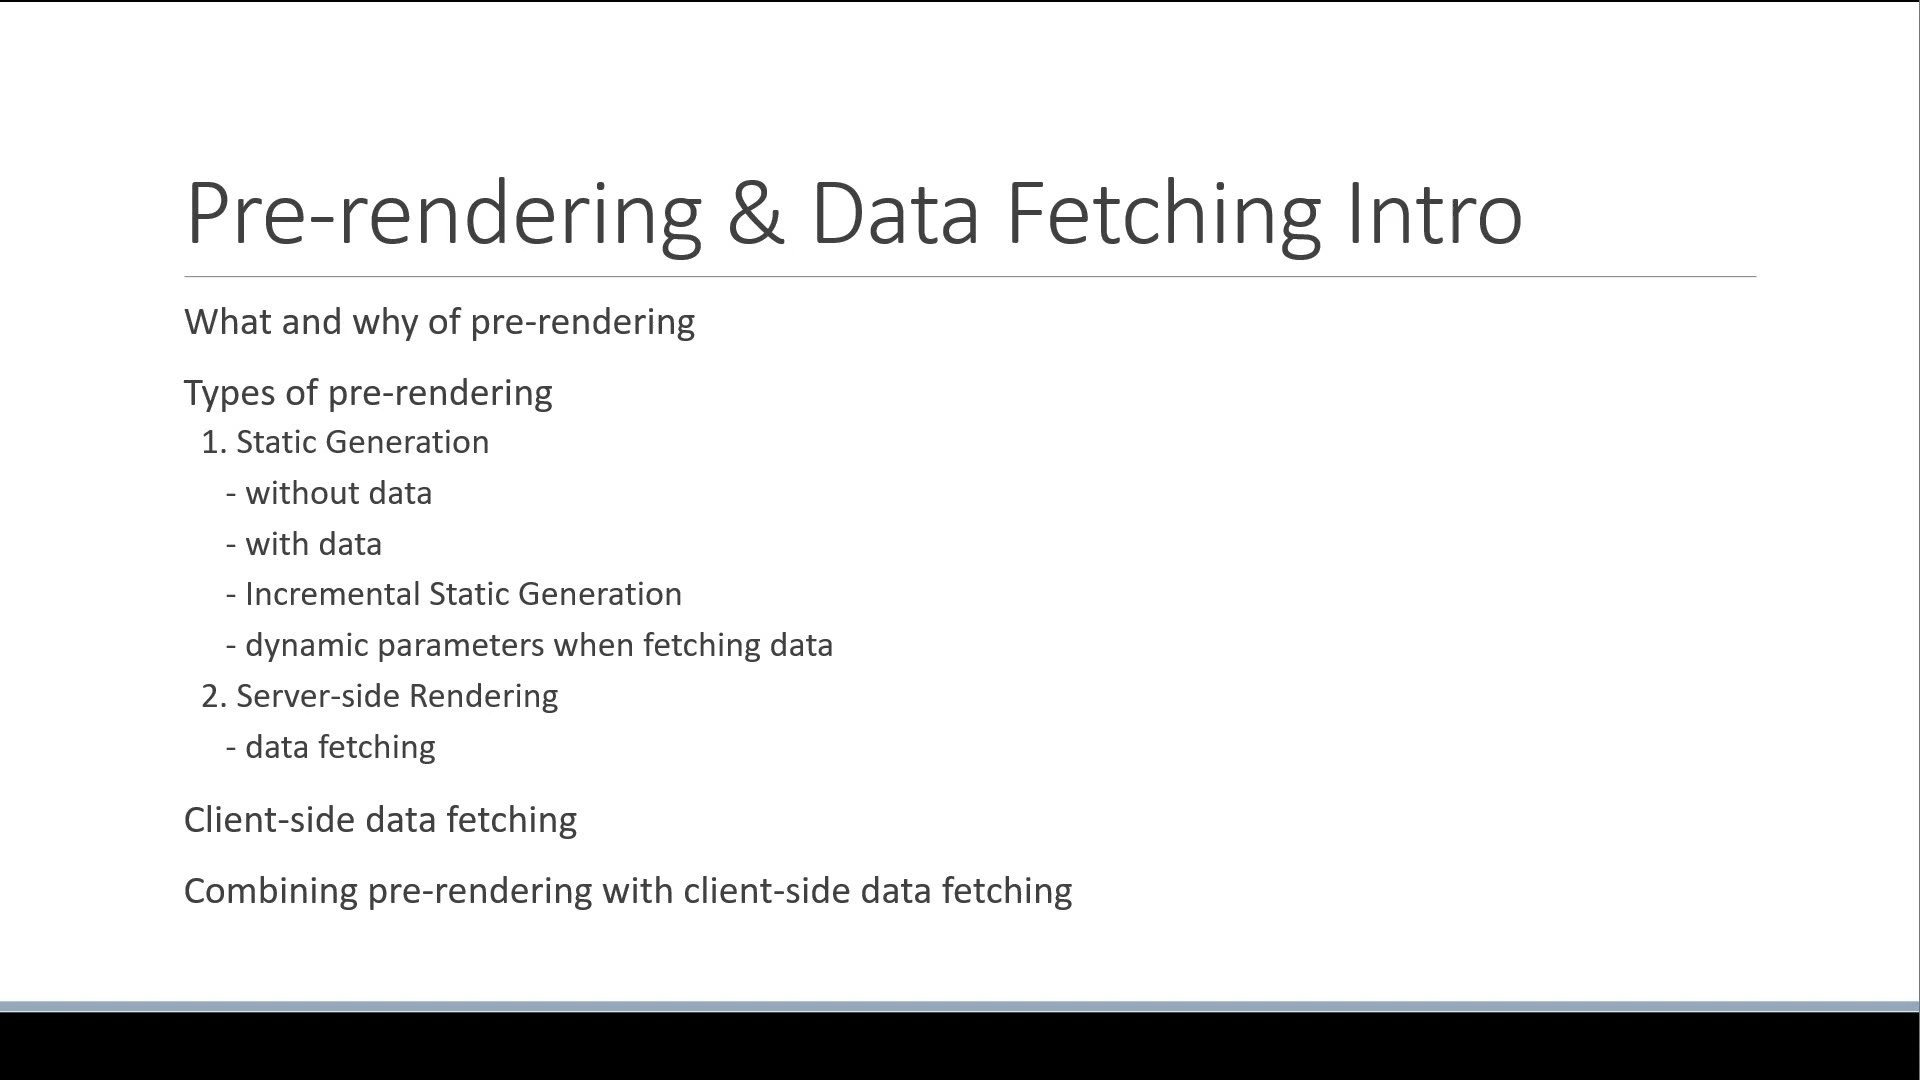 Pre-rendering & Data Fetching Intro
What and why of pre-rendering
Types of pre-rendering
1. Static Generation
- without data
- with data
- Incremental Static Generation
- dynamic parameters when fetching data
2. Server-side Rendering
- data fetching
Client-side data fetching
Combining pre-rendering with client-side data fetching